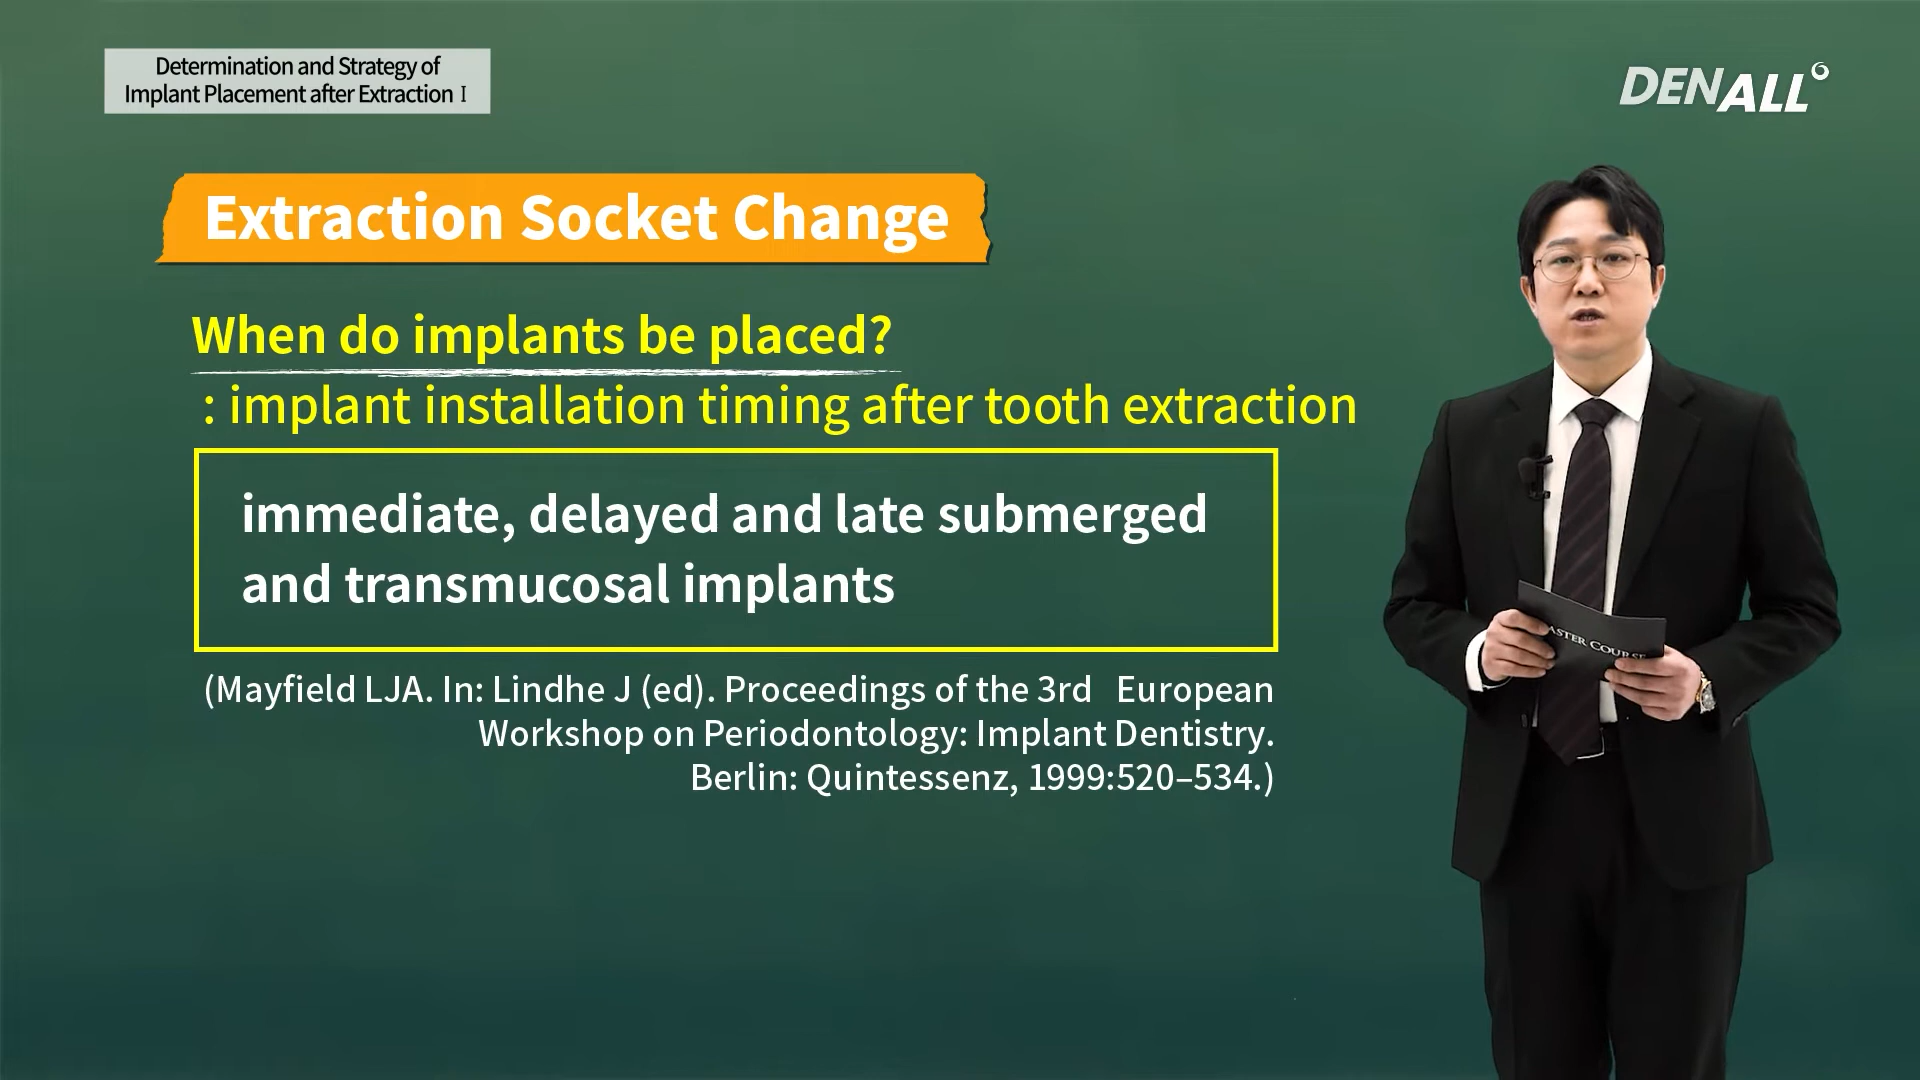 Determination and Strategy of
Implant Placement after Extraction Ⅰ
DENALL
Extraction Socket Change
When do implants be placed?
: implant installation timing after tooth extraction
immediate, delayed and late submerged
and transmucosal implants
(Mayfield LJA. In: Lindhe J (ed). Proceedings of the 3rd European
Workshop on Periodontology: Implant Dentistry.
Berlin: Quintessenz, 1999:520–534.)
ASTER COURSE